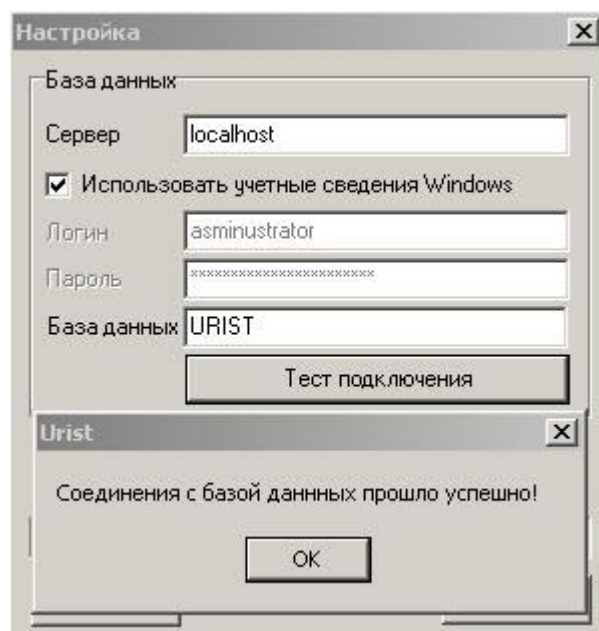 Настройка
База данных
Сервер localhost
Использовать учетные сведения Windows
Логин asminustrator
Пароль ***********************
База данных URIST
Тест подключения
Urist
Соединения с базой даннных прошло успешно!
OK